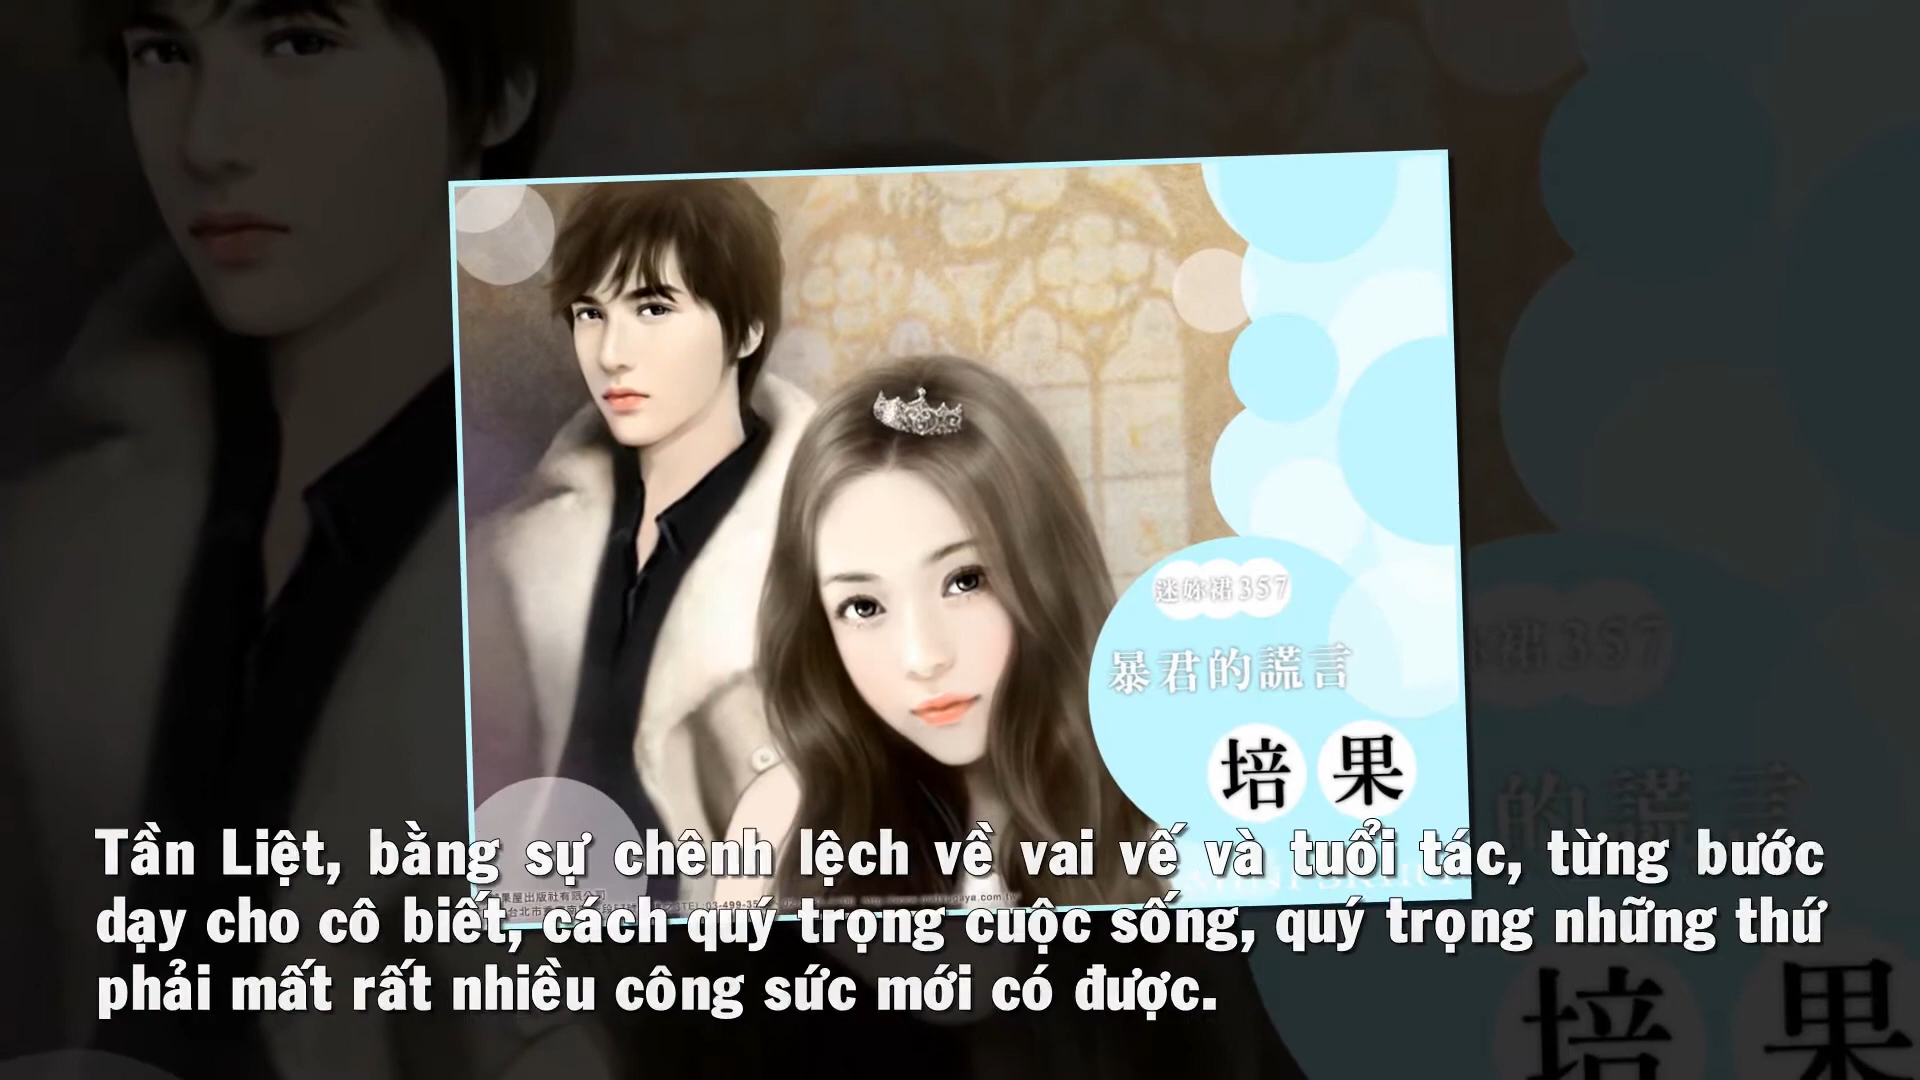 迷妳裙357
暴君的謊言
培果
Tần Liệt, bằng sự chênh lệch về vai vế và tuổi tác, từng bước
dạy cho cô biết, cách quý trọng cuộc sống, quý trọng những thứ
phải mất rất nhiều công sức mới có được.